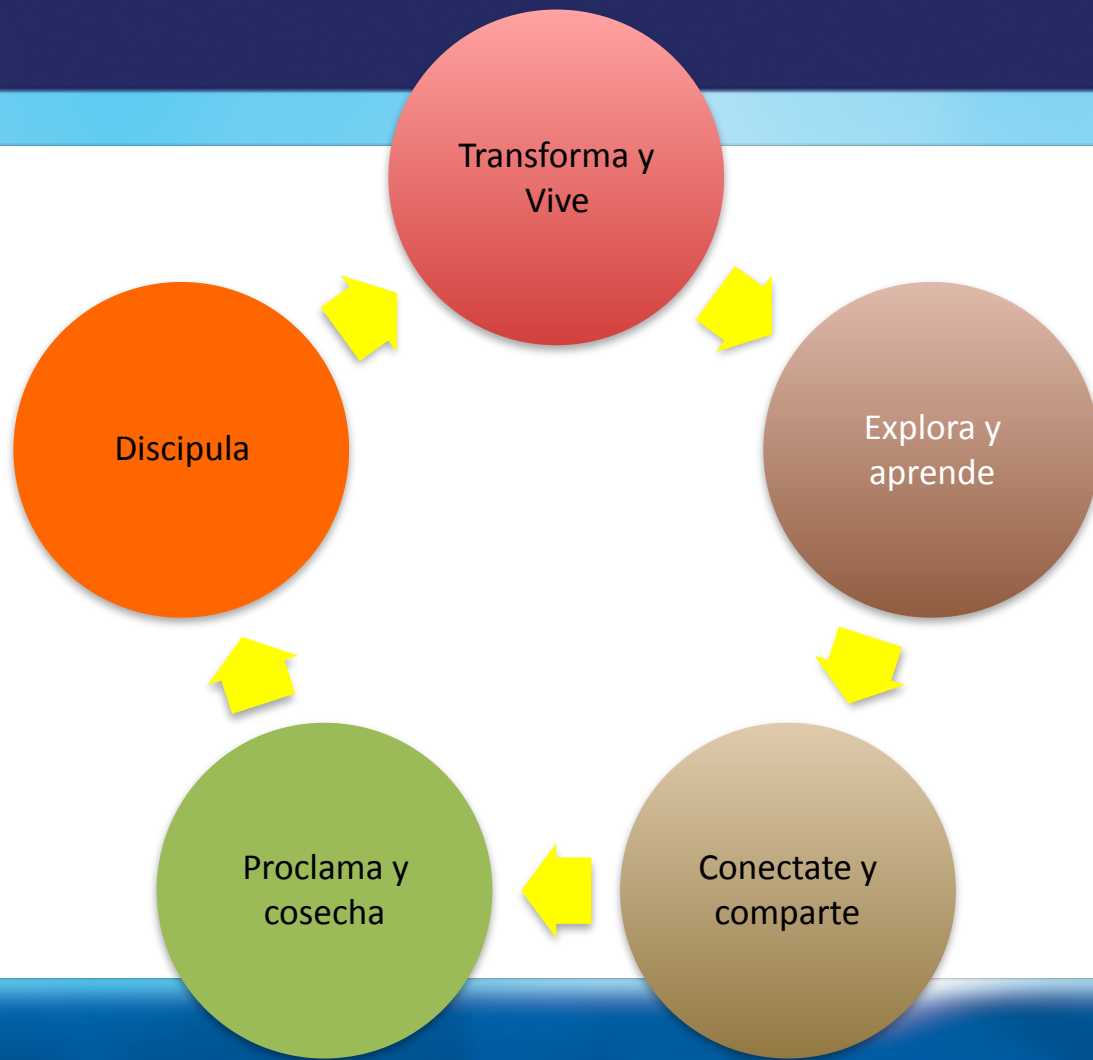 Transforma y
Vive
Explora y
aprende
Conectate y
comparte
Proclama y
cosecha
Discipula